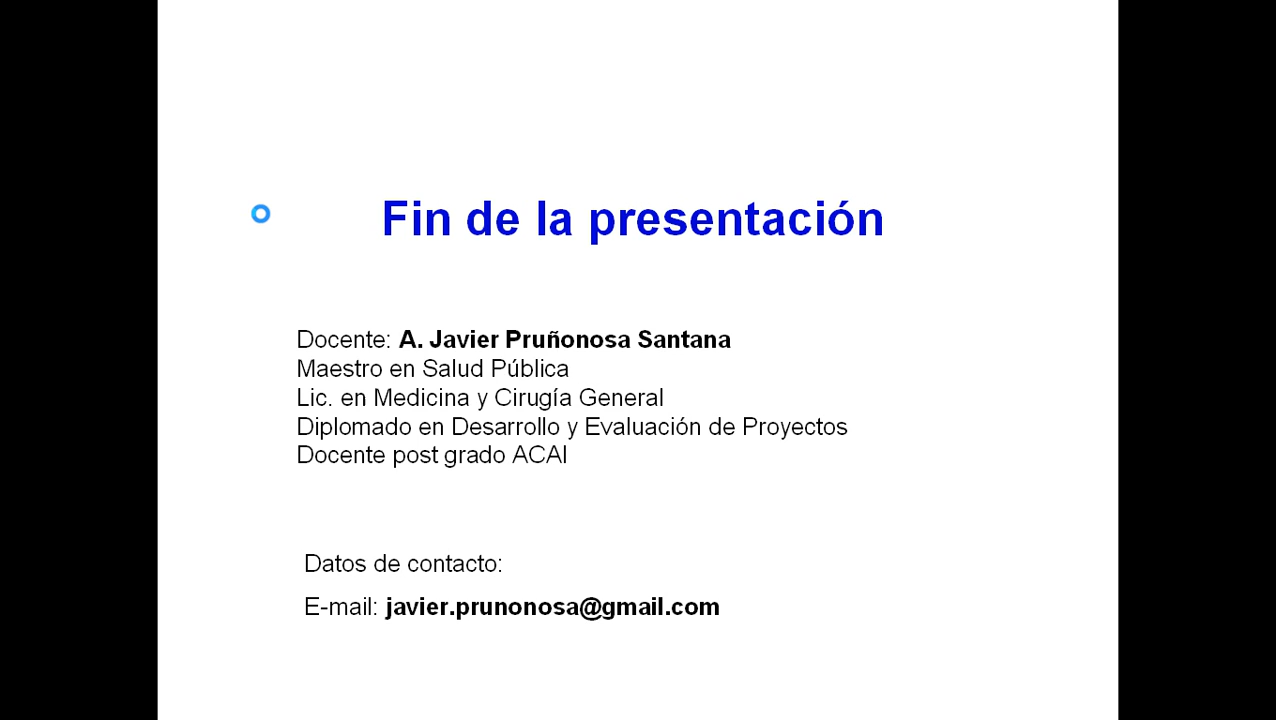 Fin de la presentación
Docente: A. Javier Pruñonosa Santana
Maestro en Salud Pública
Lic. en Medicina y Cirugía General
Diplomado en Desarrollo y Evaluación de Proyectos
Docente post grado ACAI
Datos de contacto:
E-mail: javier.prunonosa@gmail.com